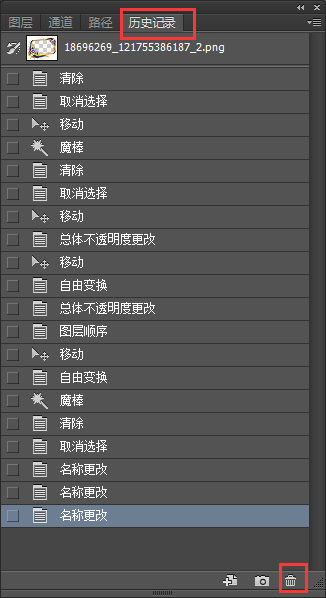 图层 通道 路径 历史记录
18696269_121755386187_2.png
清除
取消选择
移动
魔棒
清除
取消选择
移动
总体不透明度更改
移动
自由变换
总体不透明度更改
图层顺序
移动
自由变换
魔棒
清除
取消选择
名称更改
名称更改
名称更改